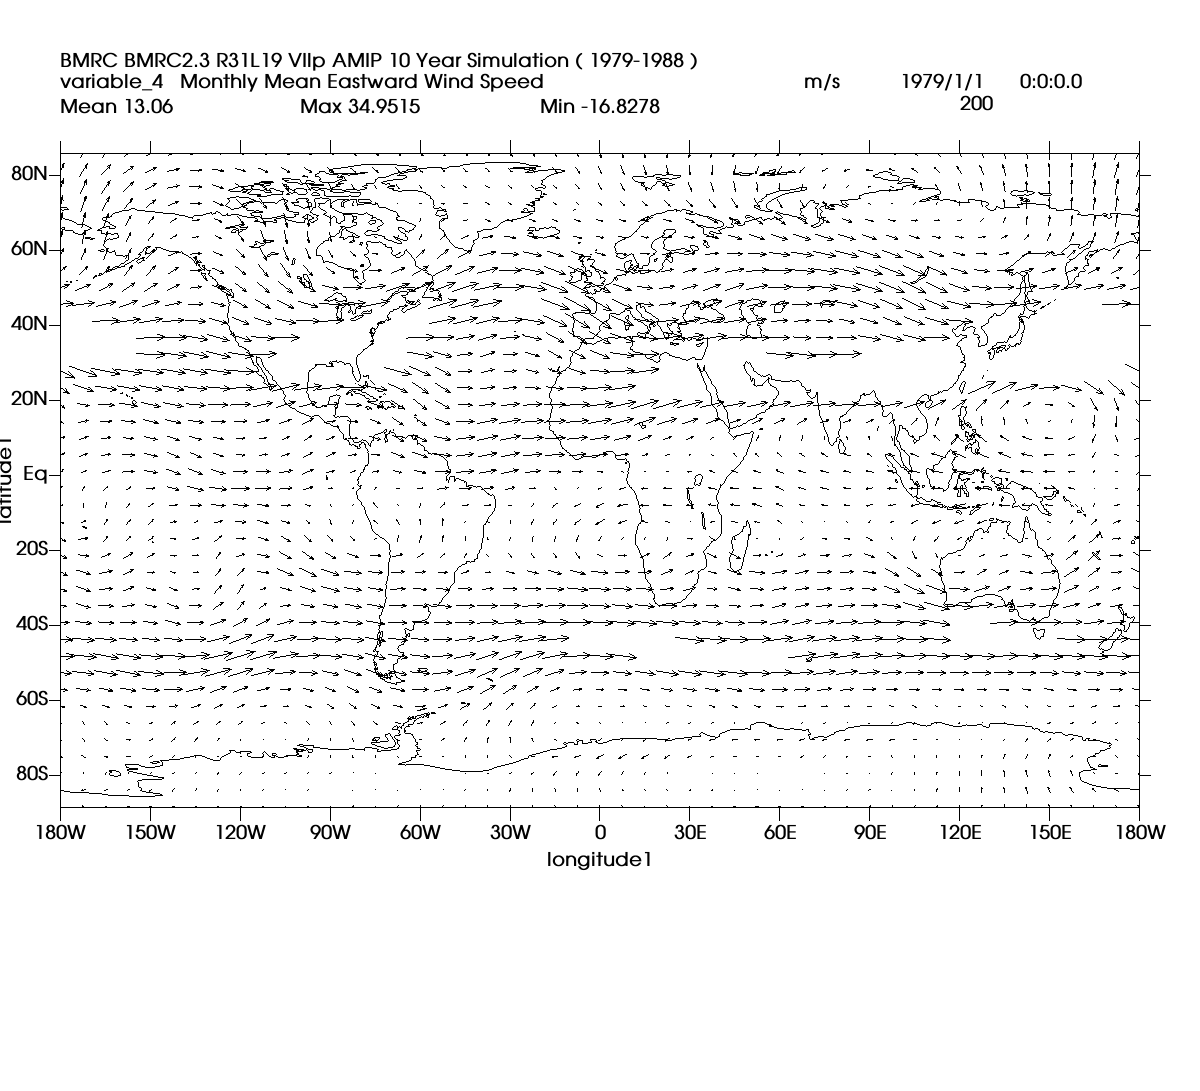 BMRC BMRC2.3 R31L19 VIIp AMIP 10 Year Simulation ( 1979-1988 )
variable_4 Monthly Mean Eastward Wind Speed m/s 1979/1/1 0:0:0.0
Mean 13.06 Max 34.9515 Min -16.8278 200
80N
60N
40N
20N
Eq
20S
40S
60S
80S
latitude1
180W 150W 120W 90W 60W 30W 0 30E 60E 90E 120E 150E 180W
longitude1